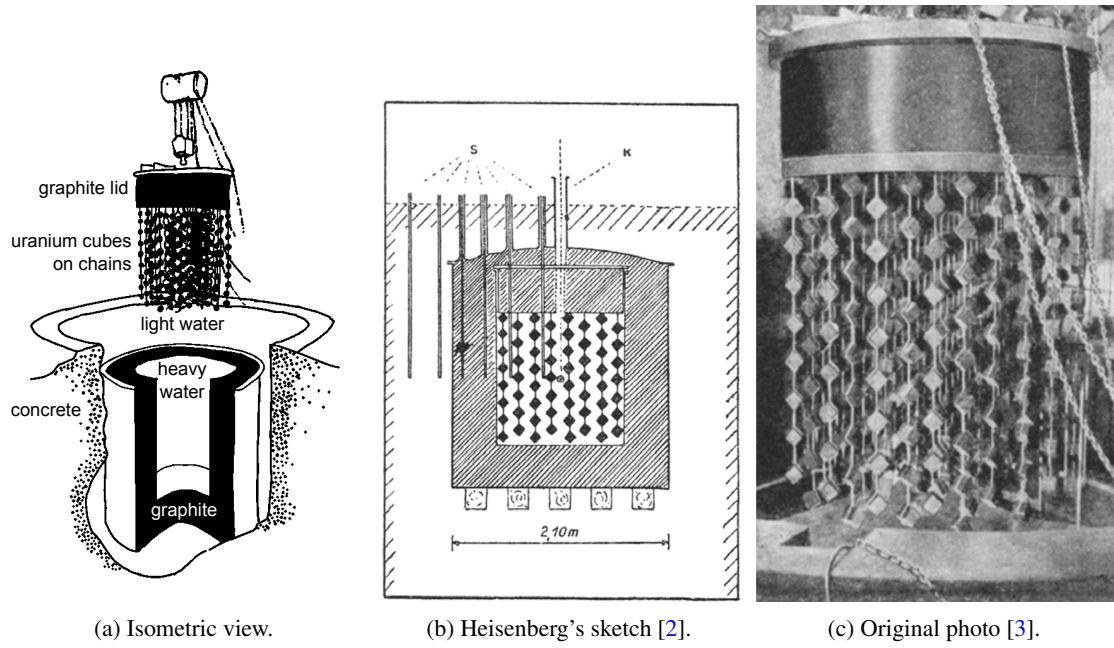 graphite lid
uranium cubes
on chains
light water
heavy
water
concrete
graphite
S
K
2,10 m
(a) Isometric view.
(b) Heisenberg's sketch [2].
(c) Original photo [3].